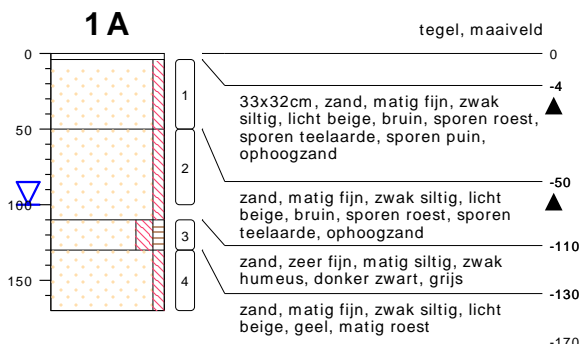 1 A
tegel, maaiveld
0
0
-4
33x32cm, zand, matig fijn, zwak
siltig, licht beige, bruin, sporen roest,
sporen teelaarde, sporen puin,
ophoogzand
1
50
-50
2
zand, matig fijn, zwak siltig, licht
beige, bruin, sporen roest, sporen
teelaarde, ophoogzand
100
-110
3
zand, zeer fijn, matig siltig, zwak
humeus, donker zwart, grijs
150
4
-130
zand, matig fijn, zwak siltig, licht
beige, geel, matig roest
-170